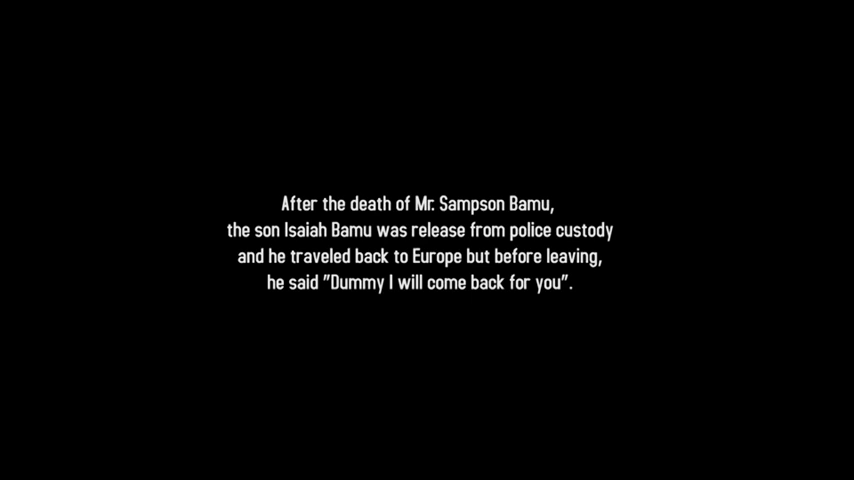 After the death of Mr. Sampson Bamu,
the son Isaiah Bamu was release from police custody
and he traveled back to Europe but before leaving,
he said "Dummy I will come back for you".